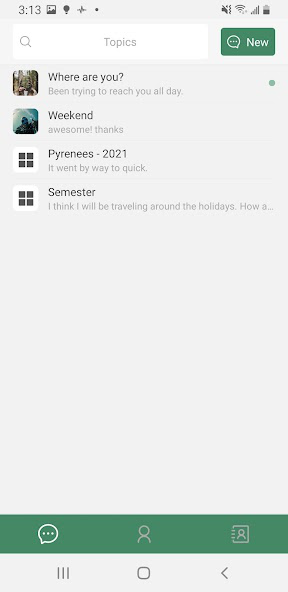 3:13
Topics
New
Where are you?
Been trying to reach you all day.
Weekend
awesome! thanks
Pyrenees - 2021
It went by way to quick.
Semester
I think I will be traveling around the holidays. How a...